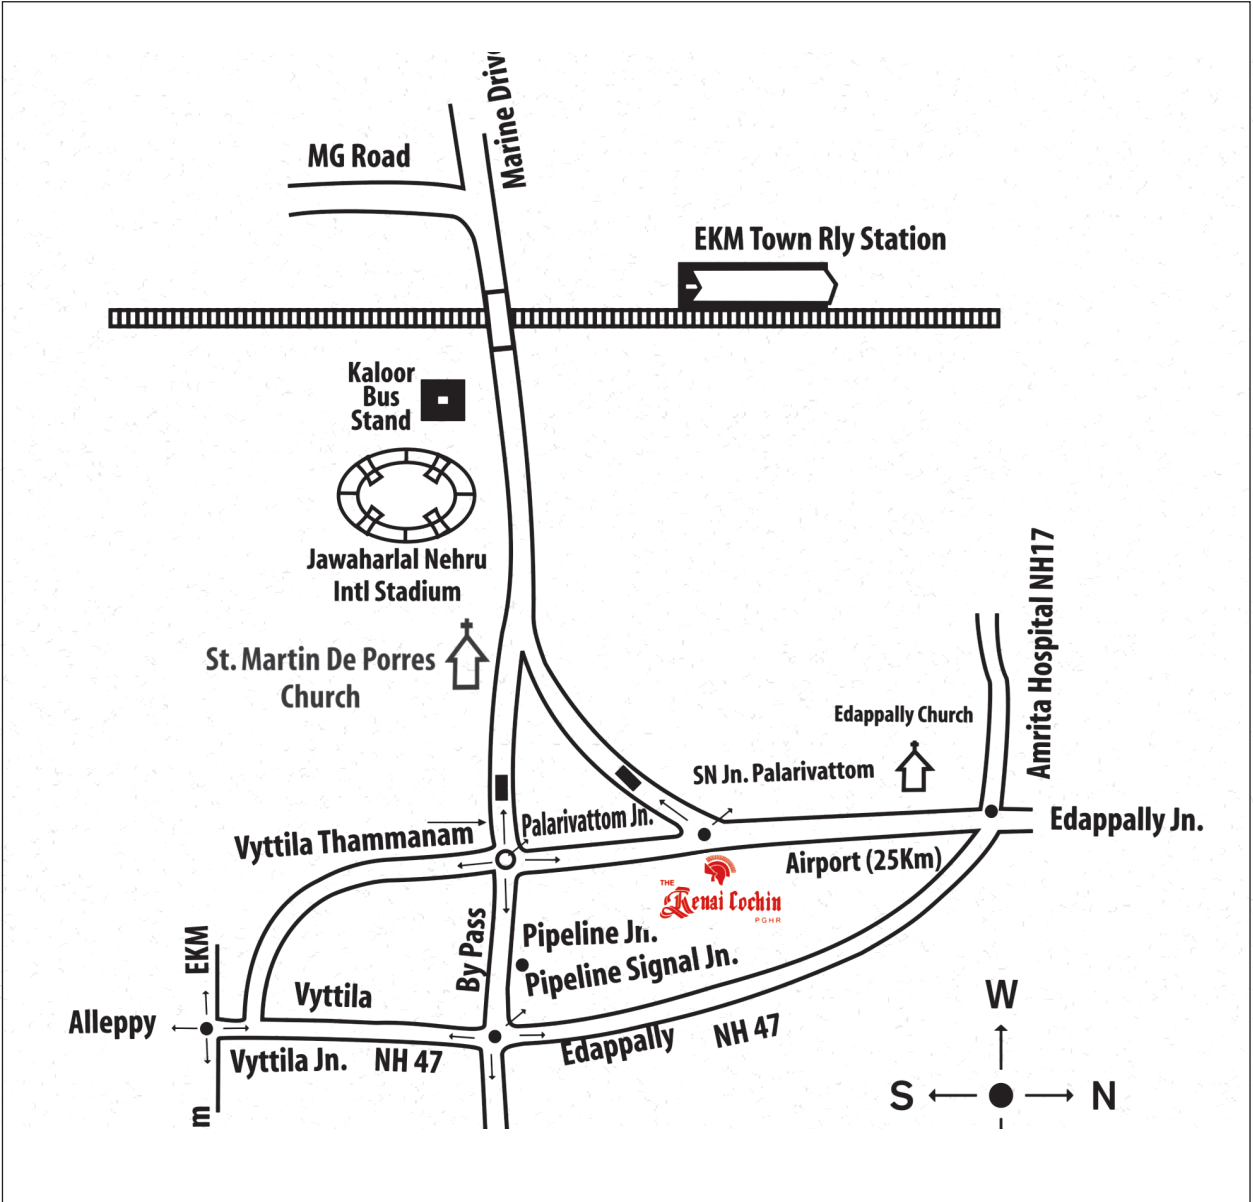 Marine Drive
MG Road
EKM Town Rly Station
Kaloor
Bus
Stand
Jawaharlal Nehru
Intl Stadium
St. Martin De Porres
Church
Amrita Hospital NH17
Edappally Church
SN Jn. Palarivattom
Palarivattom Jn.
Vyttila Thammanam
Edappally Jn.
Airport (25Km)
THE
Kenai Cochin
PGHR
By Pass
Pipeline Jn.
Pipeline Signal Jn.
EKM
Vyttila
Alleppy
Vyttila Jn.
NH 47
Edappally
NH 47
m
W
S
N